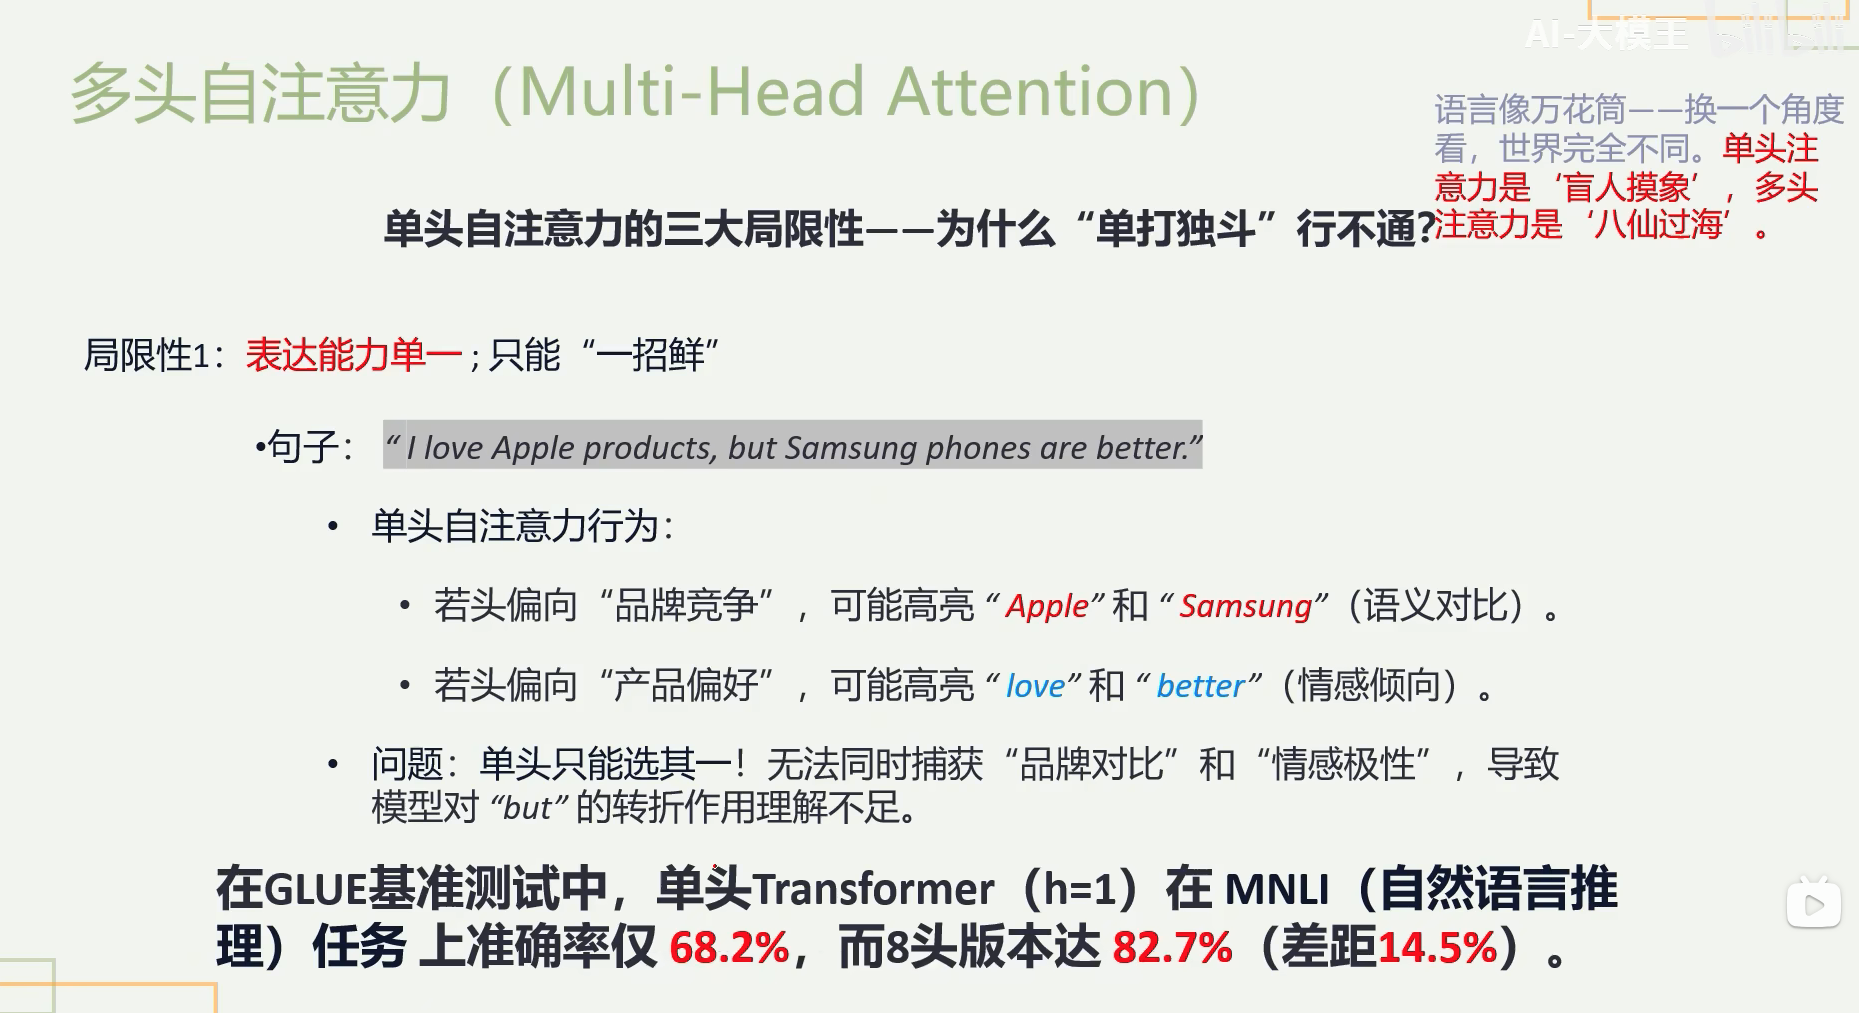 AI-大模王 bilibili
多头自注意力（Multi-Head Attention）
语言像万花筒——换一个角度
看，世界完全不同。单头注
意力是‘盲人摸象’，多头
注意力是‘八仙过海’。
单头自注意力的三大局限性——为什么“单打独斗”行不通?
局限性1：表达能力单一 ; 只能“一招鲜”
•句子： “ I love Apple products, but Samsung phones are better.”
• 单头自注意力行为：
• 若头偏向“品牌竞争”，可能高亮 “ Apple” 和 “ Samsung”（语义对比）。
• 若头偏向“产品偏好”，可能高亮 “ love” 和 “ better”（情感倾向）。
• 问题：单头只能选其一！无法同时捕获“品牌对比”和“情感极性”，导致
模型对 “but” 的转折作用理解不足。
在GLUE基准测试中，单头Transformer（h=1）在 MNLI（自然语言推
理）任务 上准确率仅 68.2%，而8头版本达 82.7%（差距14.5%）。